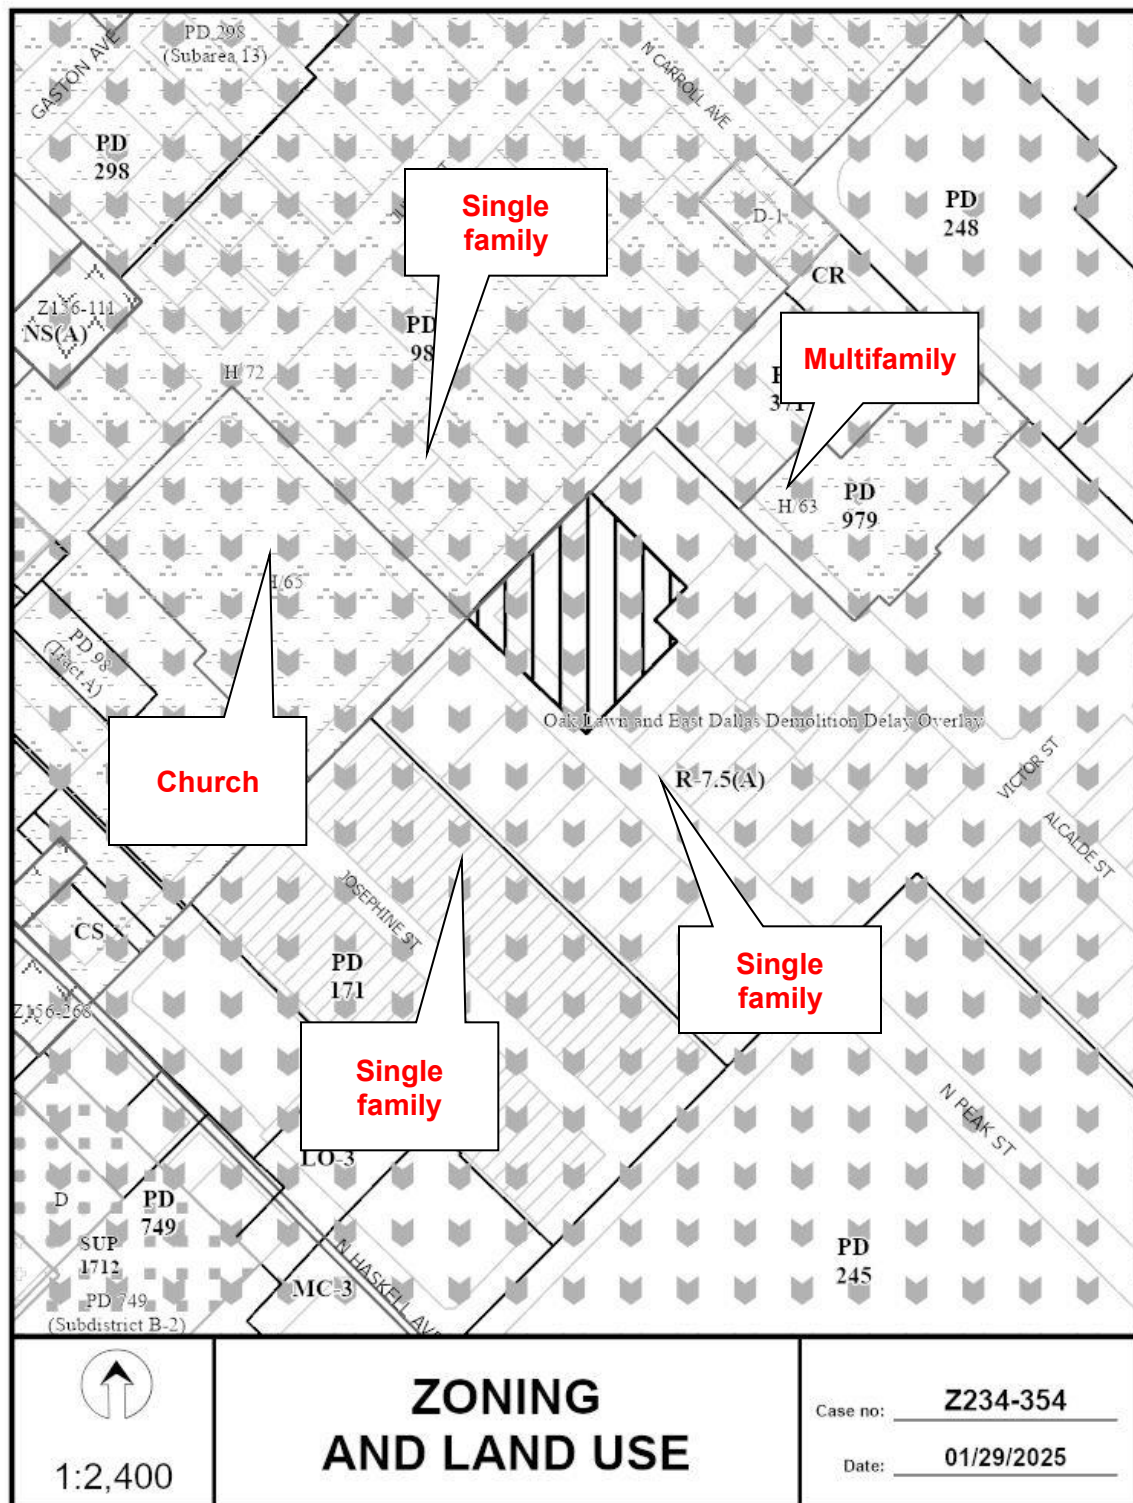 GASTON AVE
PD 298
(Subarea 13)
N CARROLL AVE
PD
298
Single
family
D-1
PD
248
CR
Z156-111
NS(A)
PD
98
Multifamily
371
H/72
H/63
PD
979
H/65
PD 98
(Tract A)
Oak Lawn and East Dallas Demolition Delay Overlay
Church
R-7.5(A)
VICTOR ST
ALCALDE ST
JOSEPHINE ST
CS
PD
171
Single
family
Z156-268
Single
family
N PEAK ST
LO-3
D
PD
749
SUP
1712
PD 749
(Subdistrict B-2)
N HASKELL AVE
MC-3
PD
245
1:2,400
ZONING
AND LAND USE
Case no: Z234-354
Date: 01/29/2025